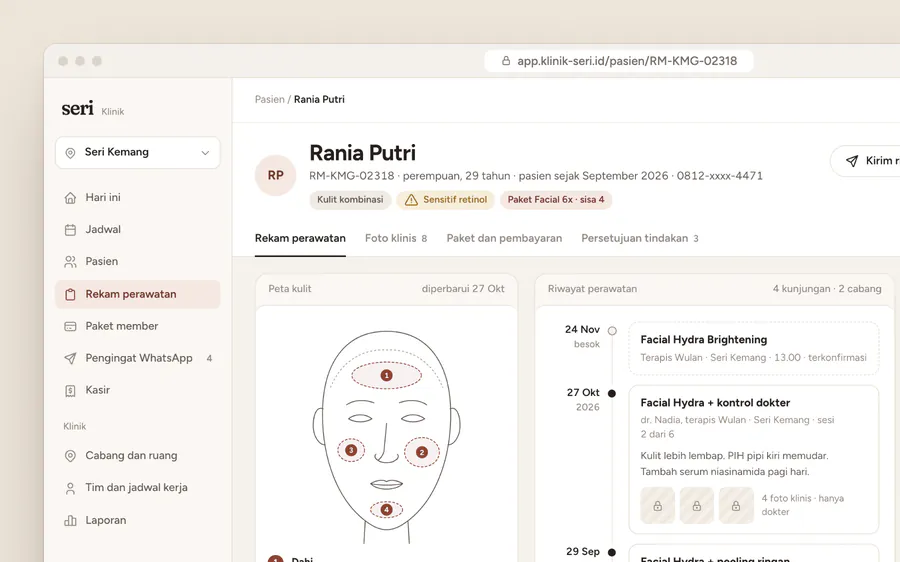 app.klinik-seri.id/pasien/RM-KMG-02318
seri Klinik
Seri Kemang
Hari ini
Jadwal
Pasien
Rekam perawatan
Paket member
Pengingat WhatsApp 4
Kasir
Klinik
Cabang dan ruang
Tim dan jadwal kerja
Laporan
Pasien / Rania Putri
RP
Rania Putri
RM-KMG-02318 · perempuan, 29 tahun · pasien sejak September 2026 · 0812-xxxx-4471
Kulit kombinasi
Sensitif retinol
Paket Facial 6x · sisa 4
Kirim r
Rekam perawatan
Foto klinis 8
Paket dan pembayaran
Persetujuan tindakan 3
Peta kulit
diperbarui 27 Okt
1
3
2
4
1 Dahi
Riwayat perawatan
4 kunjungan · 2 cabang
24 Nov
besok
Facial Hydra Brightening
Terapis Wulan · Seri Kemang · 13.00 · terkonfirmasi
27 Okt
2026
Facial Hydra + kontrol dokter
dr. Nadia, terapis Wulan · Seri Kemang · sesi
2 dari 6
Kulit lebih lembap. PIH pipi kiri memudar.
Tambah serum niasinamida pagi hari.
4 foto klinis · hanya
dokter
29 Sep
Facial Hydra + peeling ringan